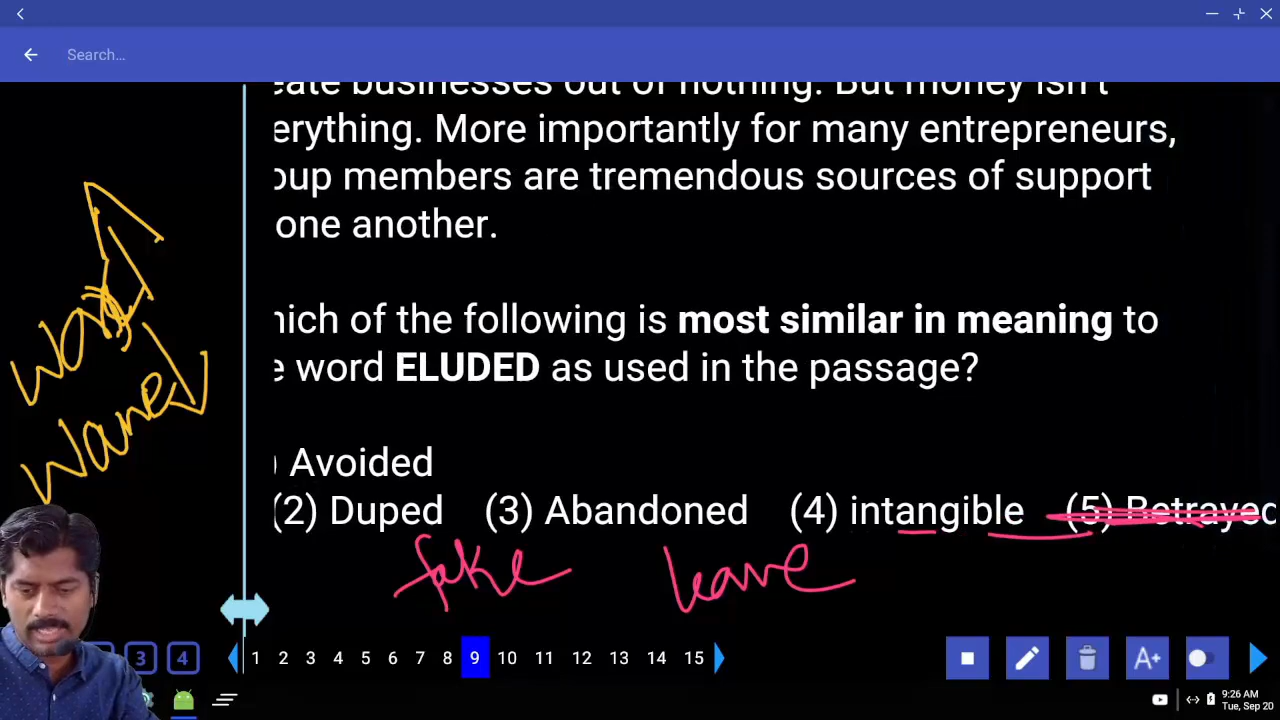 Search...
eate businesses out of nothing. But money isn't
erything. More importantly for many entrepreneurs,
oup members are tremendous sources of support
one another.
hich of the following is most similar in meaning to
e word ELUDED as used in the passage?
) Avoided
(2) Duped (3) Abandoned (4) intangible (5) Betrayed
fake leave
Wax
Wane
3 4
1 2 3 4 5 6 7 8 9 10 11 12 13 14 15
A+
9:26 AM
Tue, Sep 20